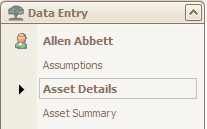 Data Entry
Allen Abbett
Assumptions
Asset Details
Asset Summary